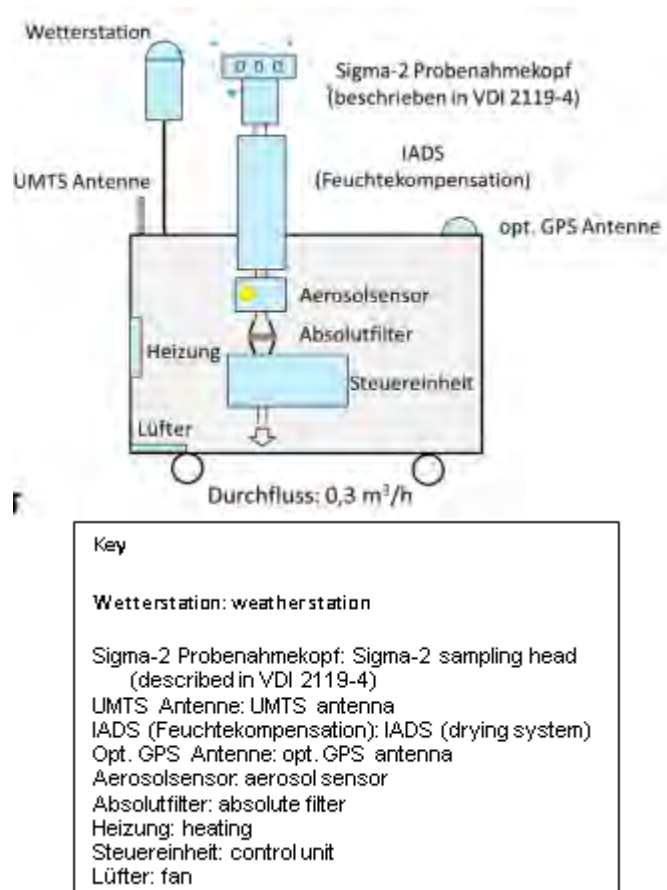 Wetterstation
Sigma-2 Probenahmekopf
(beschrieben in VDI 2119-4)
IADS
(Feuchtekompensation)
UMTS Antenne
opt. GPS Antenne
Aerosolsensor
Absolutfilter
Heizung
Steuereinheit
Lüfter
Durchfluss: 0,3 m³/h
Key
Wetterstation: weather station
Sigma-2 Probenahmekopf: Sigma-2 sampling head
(described in VDI 2119-4)
UMTS Antenne: UMTS antenna
IADS (Feuchtekompensation): IADS (drying system)
Opt. GPS Antenne: opt. GPS antenna
Aerosolsensor: aerosol sensor
Absolutfilter: absolute filter
Heizung: heating
Steuereinheit: control unit
Lüfter: fan